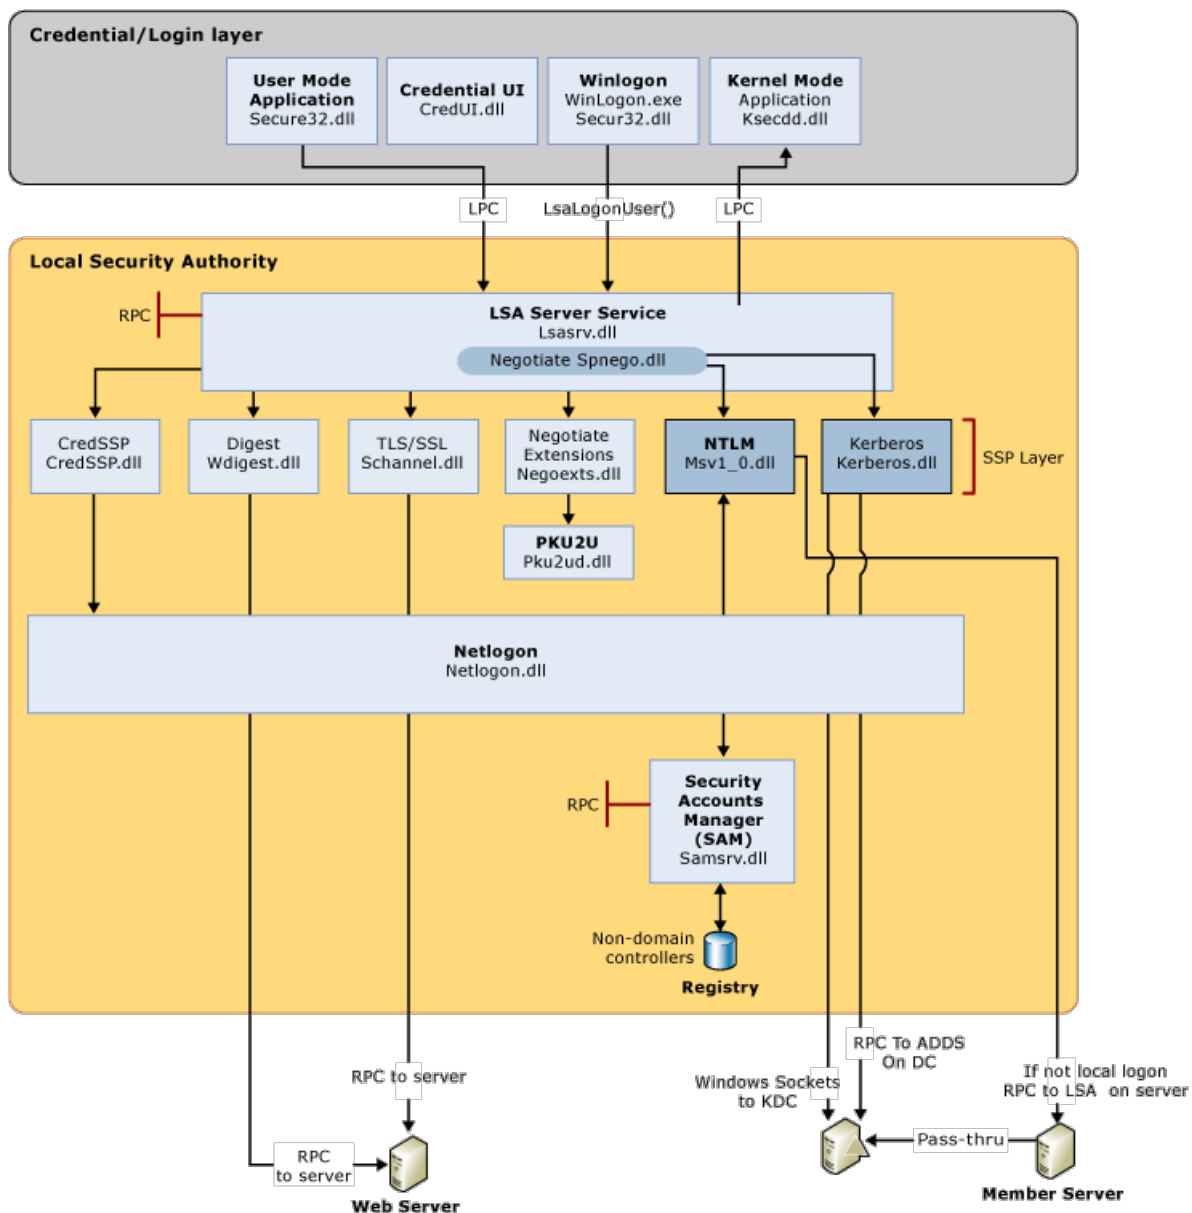 Credential/Login layer
User Mode
Application
Secure32.dll
Credential UI
CredUI.dll
Winlogon
WinLogon.exe
Secur32.dll
Kernel Mode
Application
Ksecdd.dll
LPC
LsaLogonUser()
LPC
Local Security Authority
RPC
LSA Server Service
Lsasrv.dll
Negotiate Spnego.dll
CredSSP
CredSSP.dll
Digest
Wdigest.dll
TLS/SSL
Schannel.dll
Negotiate
Extensions
Negoexts.dll
NTLM
Msv1_0.dll
Kerberos
Kerberos.dll
SSP Layer
PKU2U
Pku2ud.dll
Netlogon
Netlogon.dll
RPC
Security
Accounts
Manager
(SAM)
Samsrv.dll
Non-domain
controllers
Registry
RPC to server
Windows Sockets
to KDC
RPC To ADDS
On DC
If not local logon
RPC to LSA on server
RPC
to server
Pass-thru
Web Server
Member Server